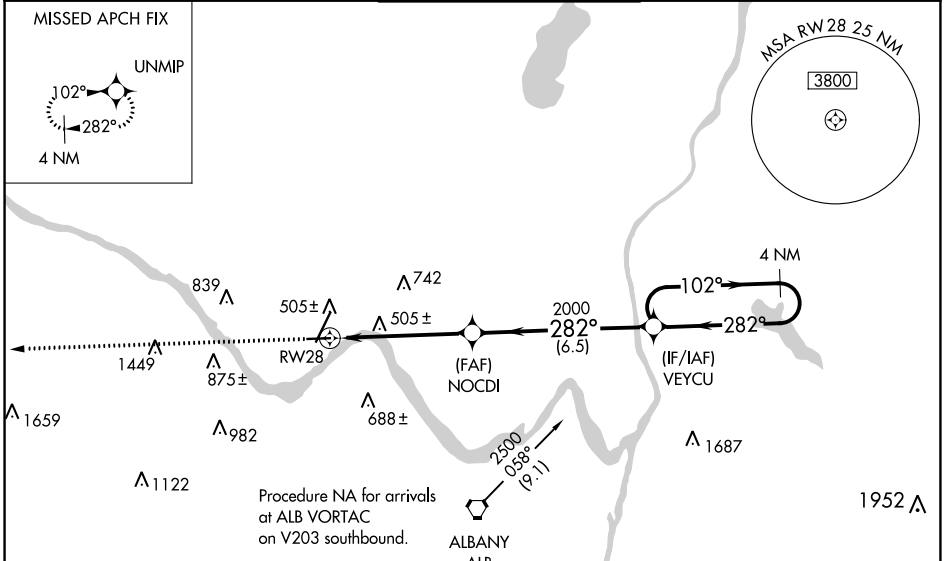 MISSED APCH FIX
UNMIP
102°
282°
4 NM
MSA RW28 25 NM
3800
4 NM
102°
282°
742
839
505±
505±
2000
282°
(6.5)
RW28
(FAF)
NOCDI
(IF/IAF)
VEYCU
1449
875±
1659
982
688±
1687
1122
2500
058°
(9.1)
Procedure NA for arrivals
at ALB VORTAC
on V203 southbound.
1952
ALBANY